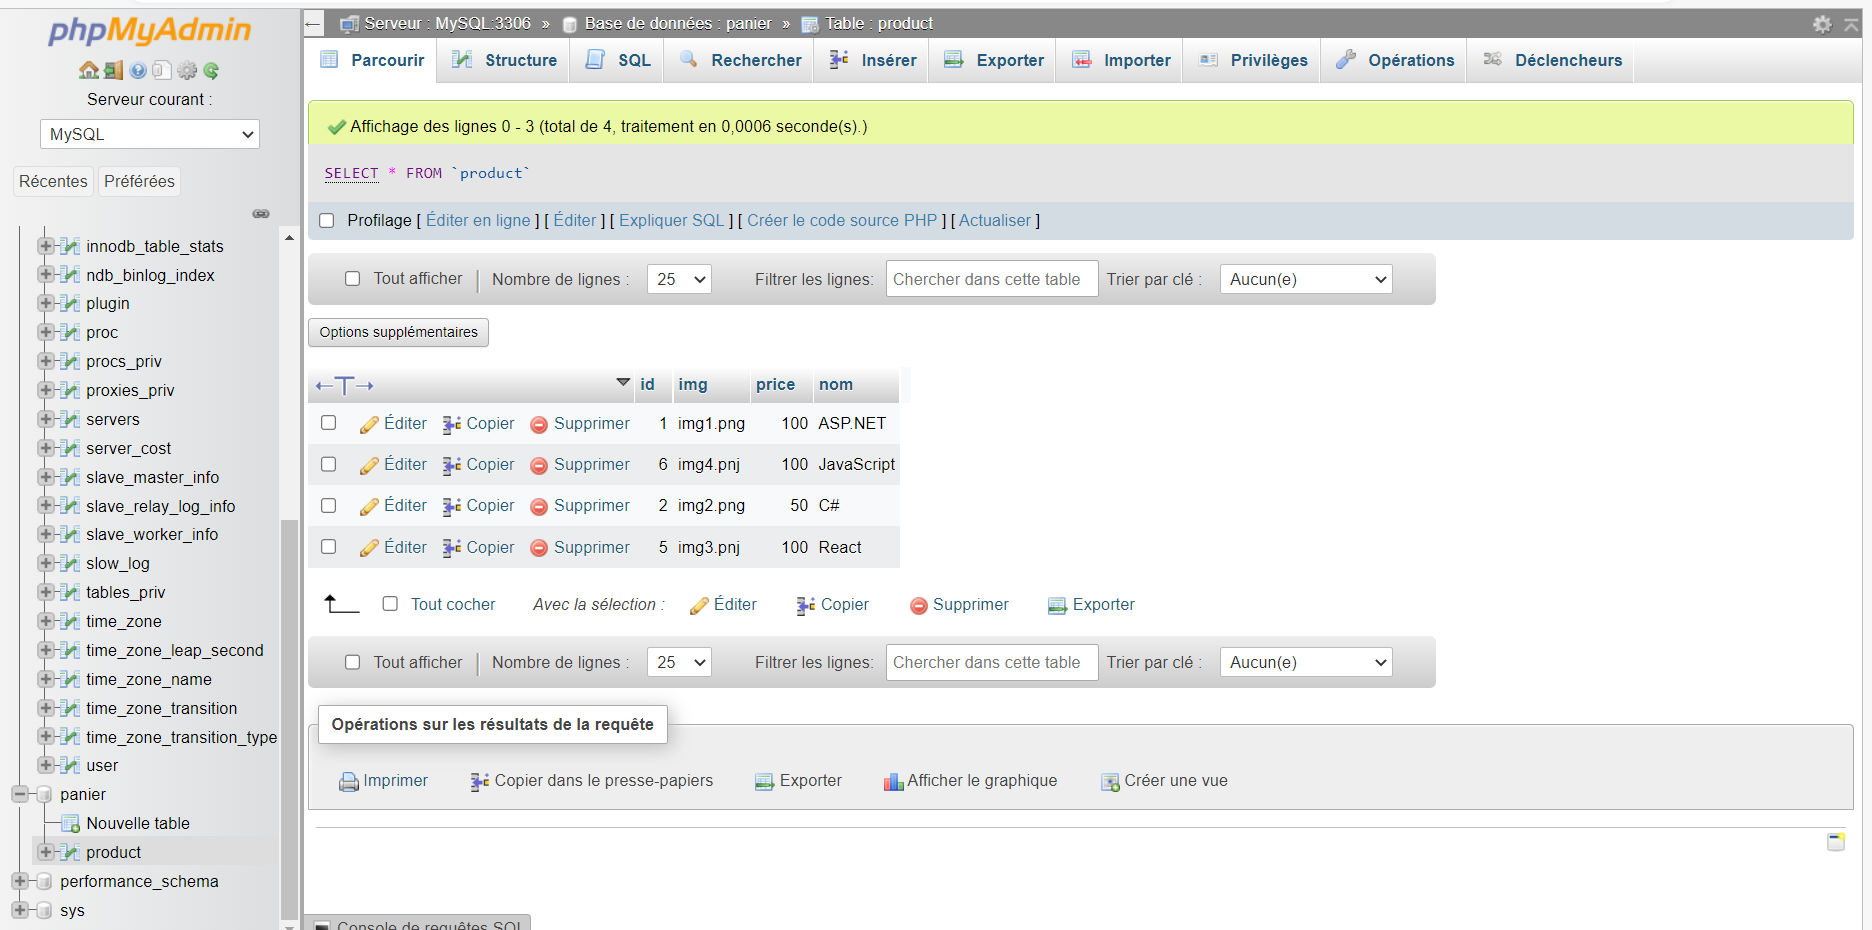 phpMyAdmin
Serveur courant :
MySQL
Récentes Préférées
innodb_table_stats
ndb_binlog_index
plugin
proc
procs_priv
proxies_priv
servers
server_cost
slave_master_info
slave_relay_log_info
slave_worker_info
slow_log
tables_priv
time_zone
time_zone_leap_second
time_zone_name
time_zone_transition
time_zone_transition_type
user
panier
Nouvelle table
product
performance_schema
sys
Serveur : MySQL:3306 » Base de données : panier » Table : product
Parcourir Structure SQL Rechercher Insérer Exporter Importer Privilèges Opérations Déclencheurs
Affichage des lignes 0 - 3 (total de 4, traitement en 0,0006 seconde(s).)
SELECT * FROM `product`
Profilage [ Éditer en ligne ] [ Éditer ] [ Expliquer SQL ] [ Créer le code source PHP ] [ Actualiser ]
Tout afficher | Nombre de lignes : 25 Filtrer les lignes: Chercher dans cette table Trier par clé : Aucun(e)
Options supplémentaires
←T→ id img price nom
Éditer Copier Supprimer 1 img1.png 100 ASP.NET
Éditer Copier Supprimer 6 img4.pnj 100 JavaScript
Éditer Copier Supprimer 2 img2.png 50 C#
Éditer Copier Supprimer 5 img3.pnj 100 React
Tout cocher Avec la sélection : Éditer Copier Supprimer Exporter
Tout afficher | Nombre de lignes : 25 Filtrer les lignes: Chercher dans cette table Trier par clé : Aucun(e)
Opérations sur les résultats de la requête
Imprimer Copier dans le presse-papiers Exporter Afficher le graphique Créer une vue
Console de requêtes SQL